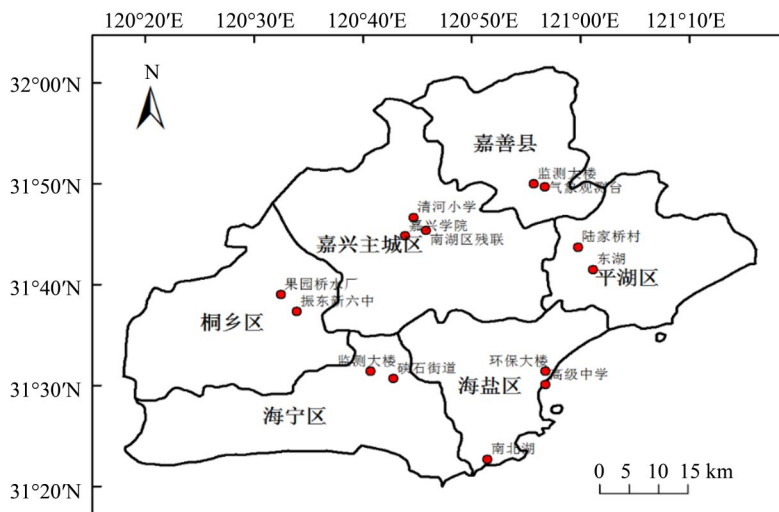 120°20′E 120°30′E 120°40′E 120°50′E 121°00′E 121°10′E
N
32°00′N
嘉善县
31°50′N
监测大楼
气象观测台
清河小学
嘉兴学院
嘉兴主城区
南湖区残联
陆家桥村
东湖
平湖区
31°40′N
果园桥水厂
振东新六中
桐乡区
监测大楼
硖石街道
环保大楼
高级中学
31°30′N
海盐区
海宁区
南北湖
31°20′N
0 5 10 15 km